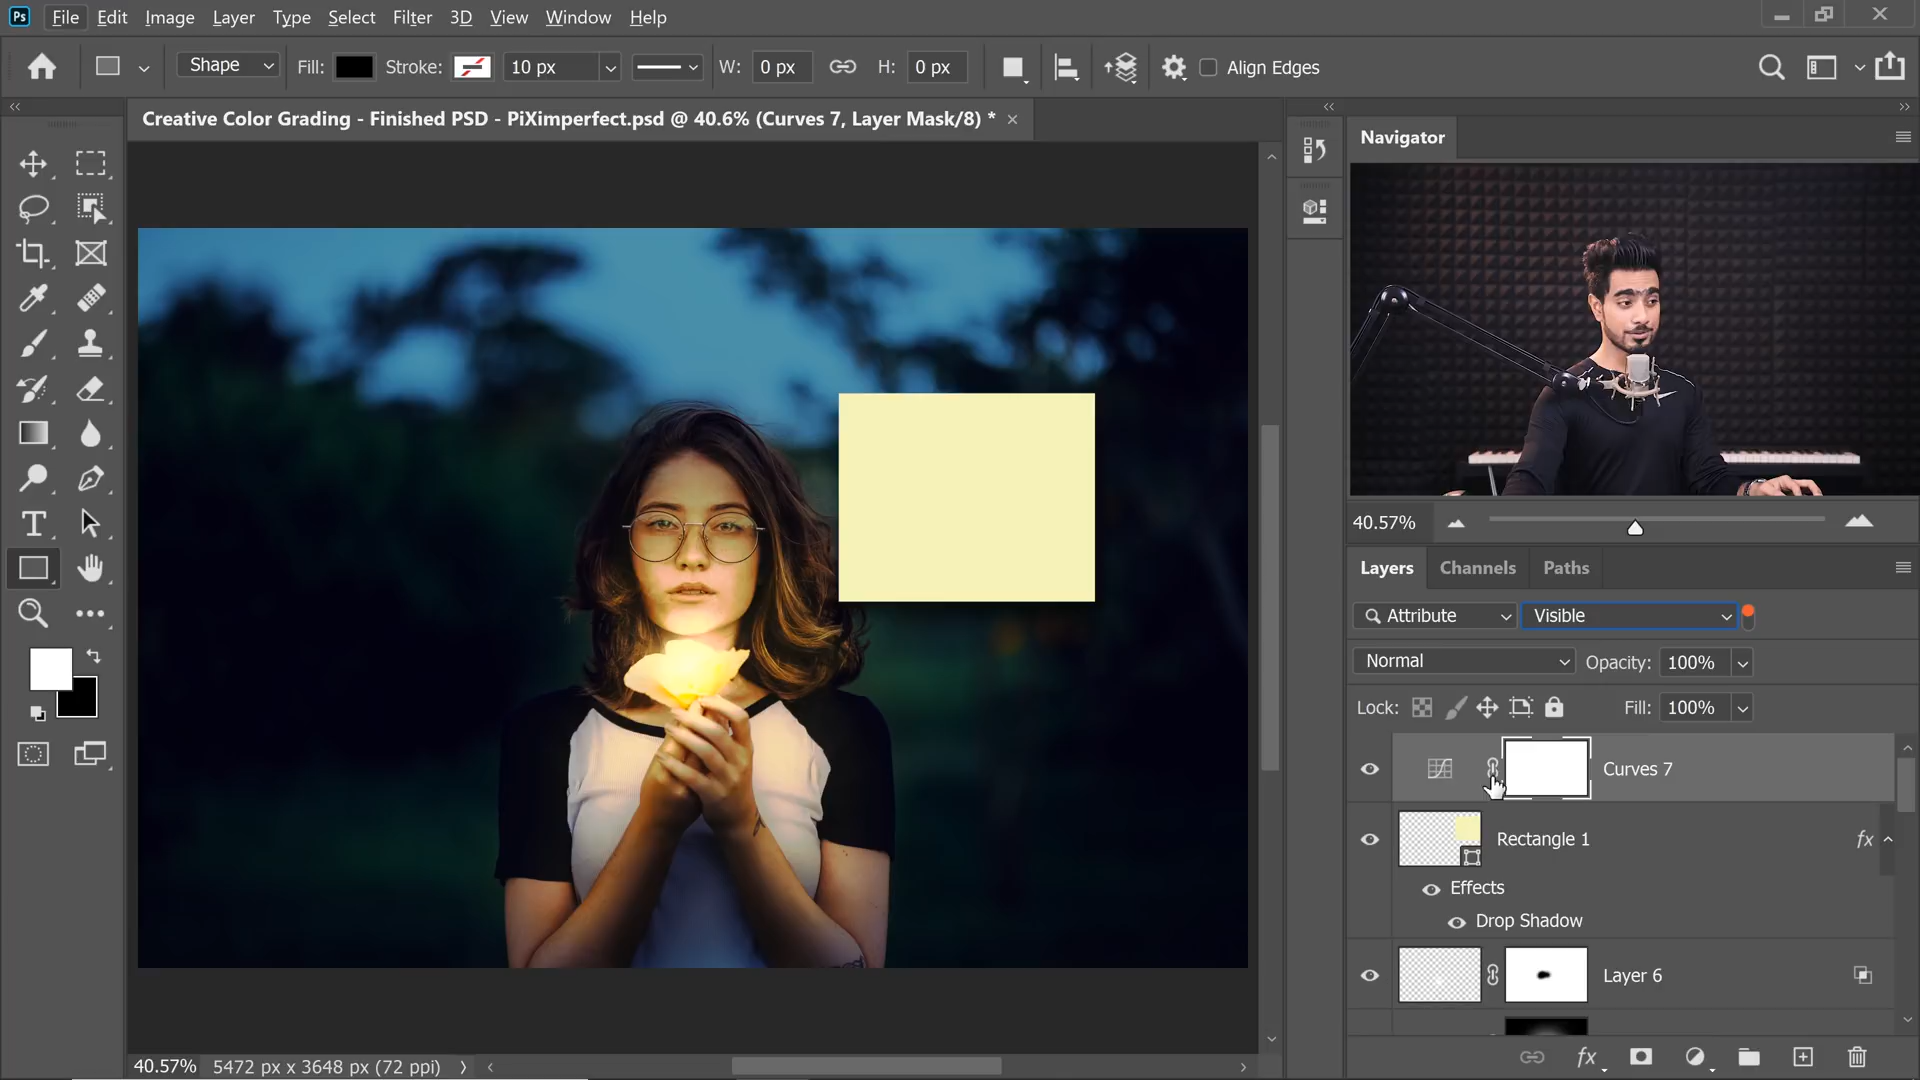 Ps File Edit Image Layer Type Select Filter 3D View Window Help
Shape Fill: Stroke: 10 px W: 0 px H: 0 px Align Edges
Creative Color Grading - Finished PSD - PiXimperfect.psd @ 40.6% (Curves 7, Layer Mask/8) * ×
Navigator
40.57%
Layers Channels Paths
Attribute Visible
Normal Opacity: 100%
Lock: Fill: 100%
Curves 7
Rectangle 1 fx
Effects
Drop Shadow
Layer 6
40.57% 5472 px x 3648 px (72 ppi)
fx